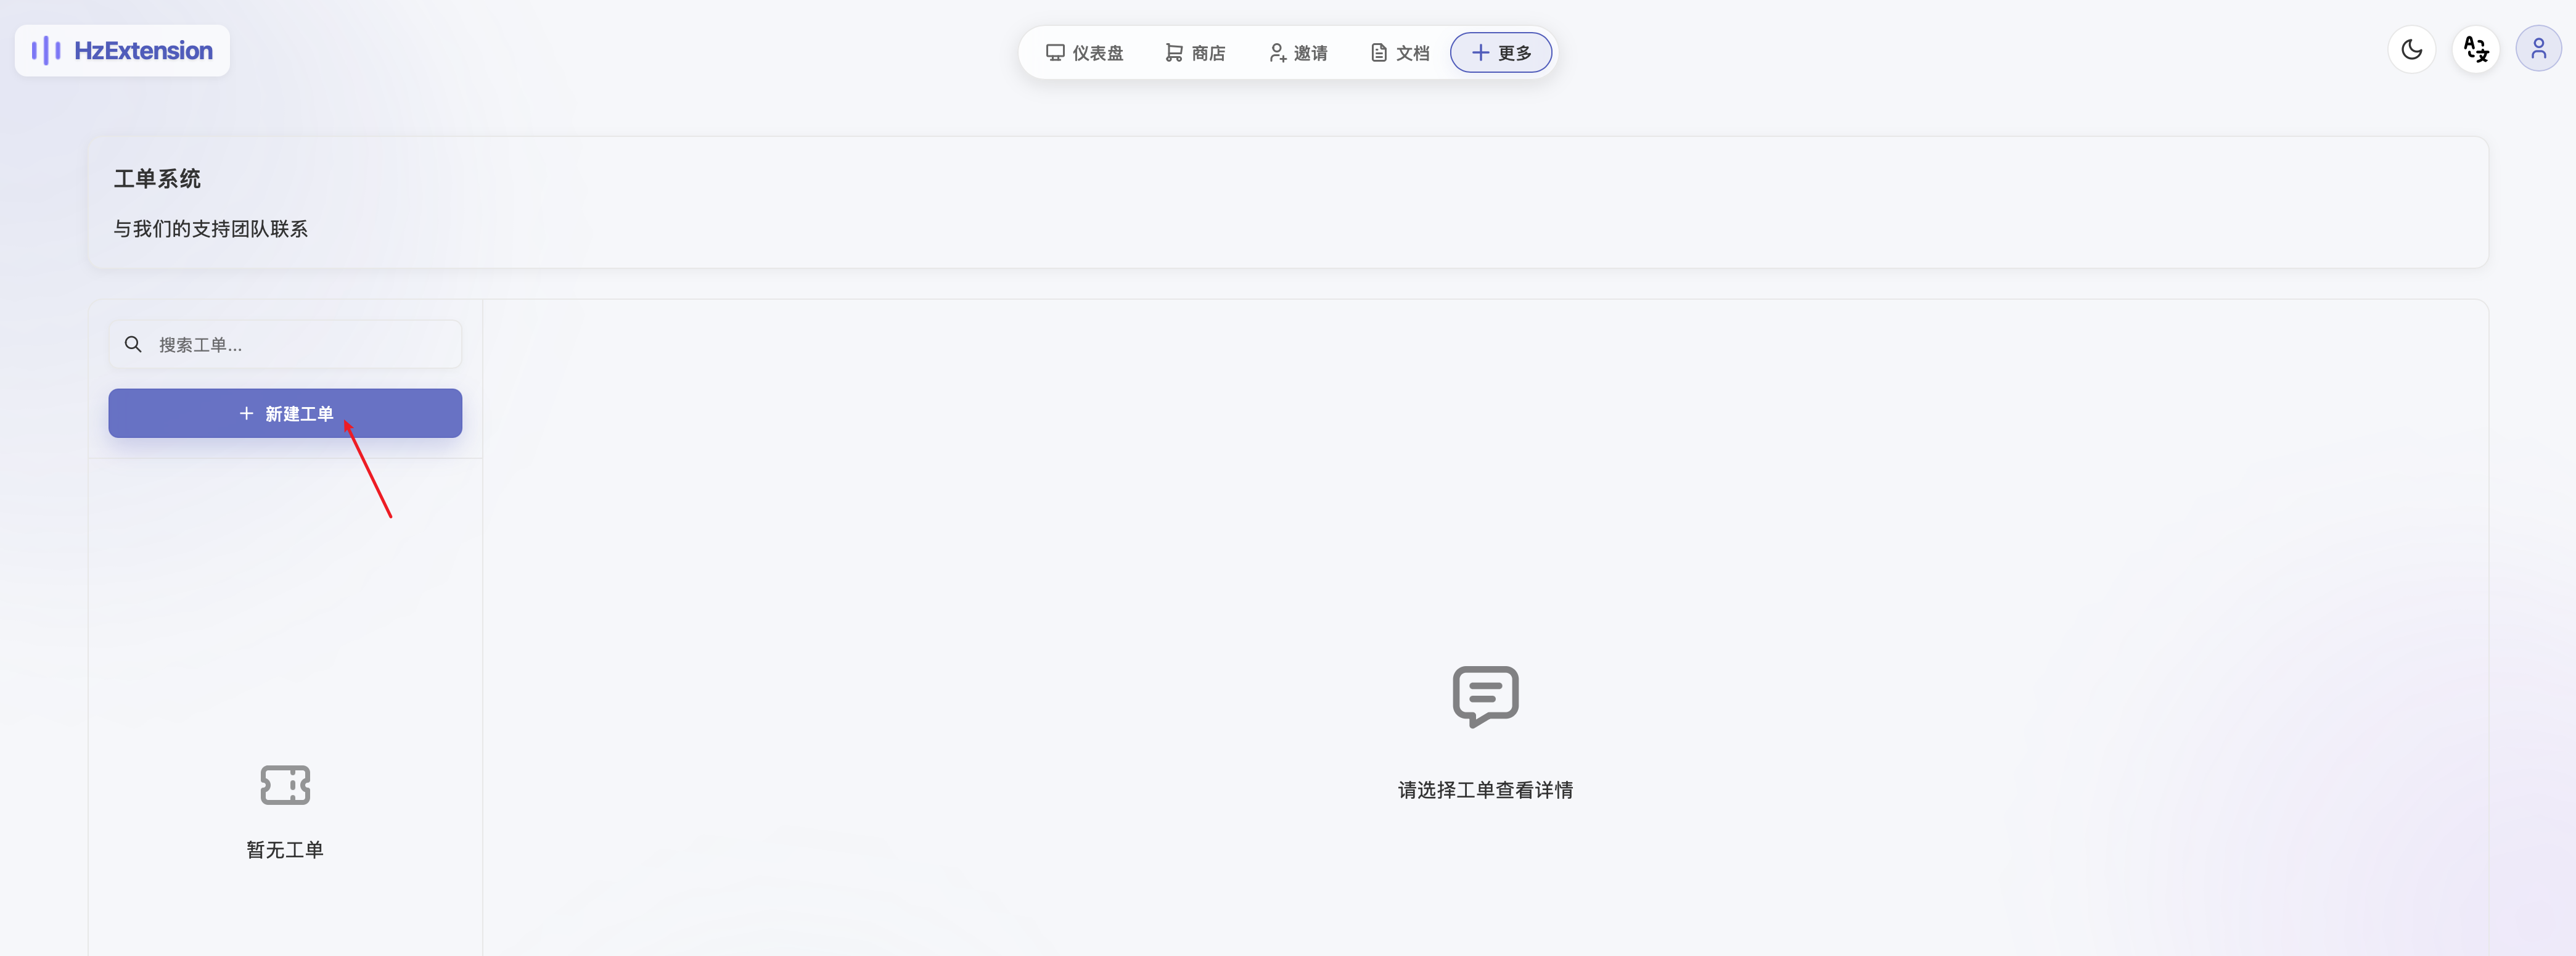 HzExtension
仪表盘 商店 邀请 文档 更多
工单系统
与我们的支持团队联系
搜索工单...
新建工单
请选择工单查看详情
暂无工单